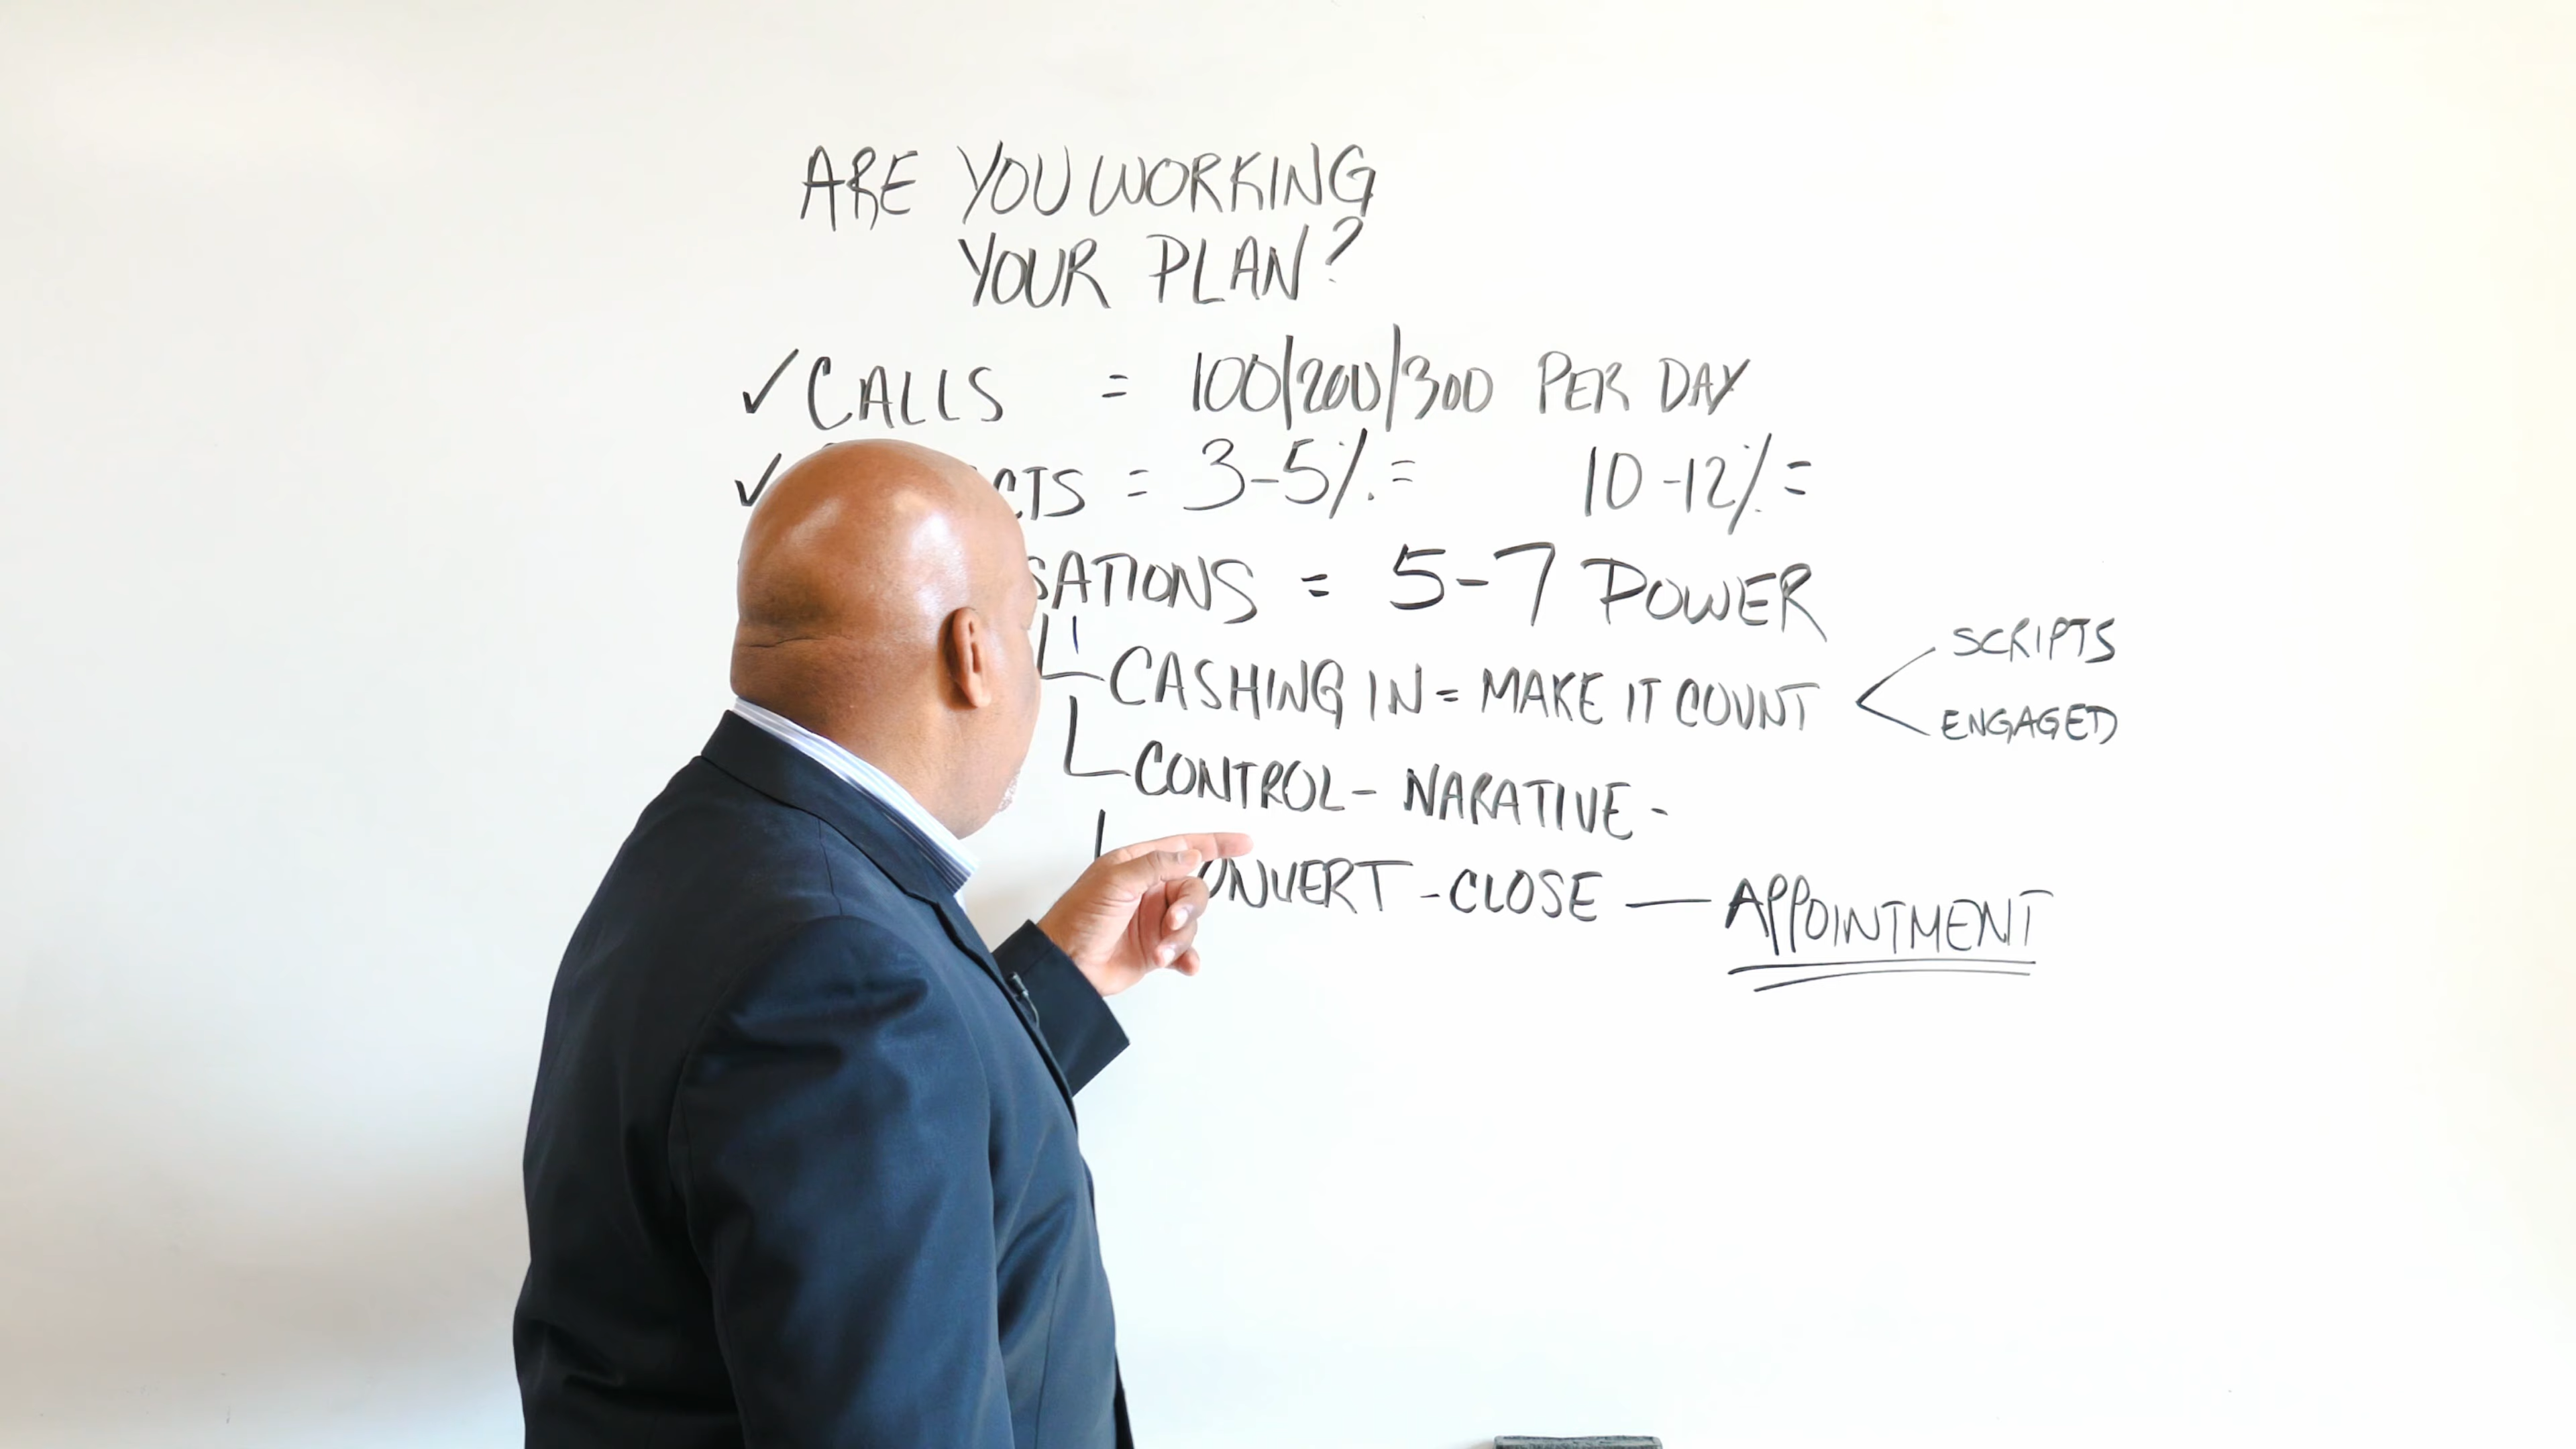 ARE YOU WORKING
YOUR PLAN?
✓ CALLS = 100/200/300 PER DAY
✓ CTS = 3-5% = 10-12% =
SATIONS = 5-7 POWER
CASHING IN = MAKE IT COUNT
SCRIPTS
ENGAGED
CONTROL - NARATIVE -
ONVERT - CLOSE — APPOINTMENT